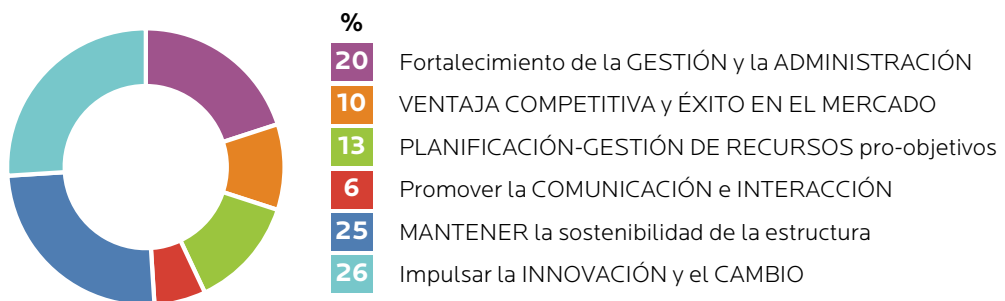 %
20 Fortalecimiento de la GESTIÓN y la ADMINISTRACIÓN
10 VENTAJA COMPETITIVA y ÉXITO EN EL MERCADO
13 PLANIFICACIÓN-GESTIÓN DE RECURSOS pro-objetivos
6 Promover la COMUNICACIÓN e INTERACCIÓN
25 MANTENER la sostenibilidad de la estructura
26 Impulsar la INNOVACIÓN y el CAMBIO